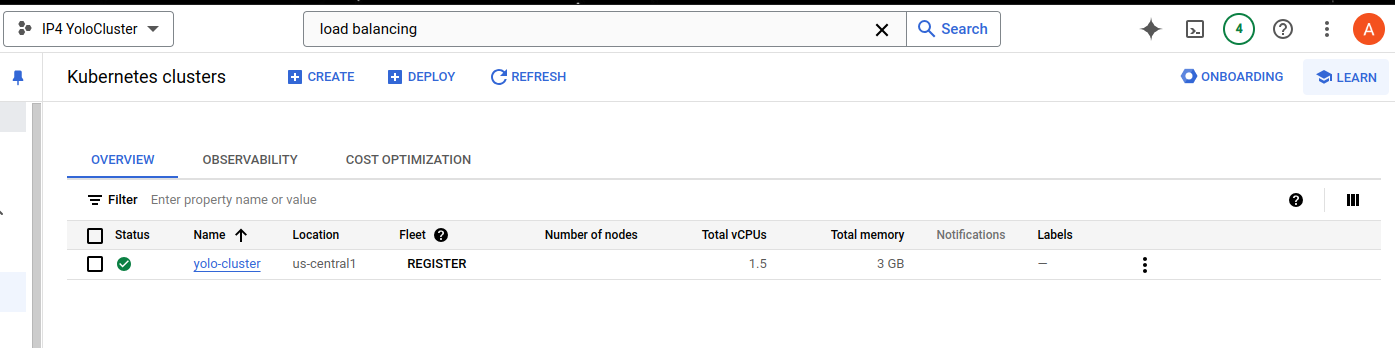 IP4 YoloCluster load balancing Search 4 A
Kubernetes clusters CREATE DEPLOY REFRESH ONBOARDING LEARN
OVERVIEW OBSERVABILITY COST OPTIMIZATION
Filter Enter property name or value
Status Name Location Fleet Number of nodes Total vCPUs Total memory Notifications Labels
yolo-cluster us-central1 REGISTER 1.5 3 GB —